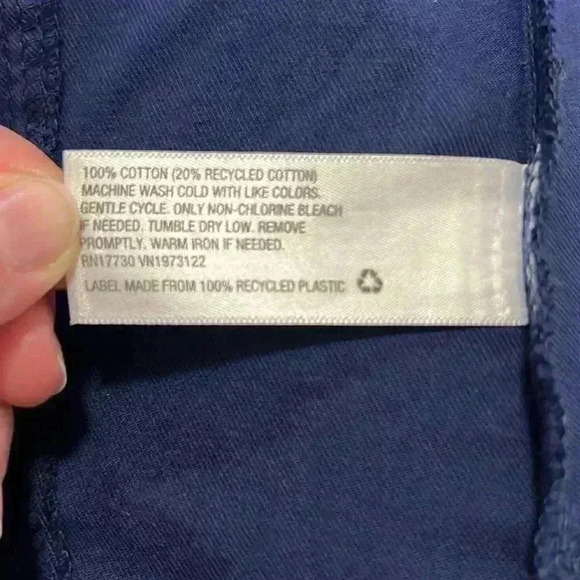 100% COTTON (20% RECYCLED COTTON)
MACHINE WASH COLD WITH LIKE COLORS.
GENTLE CYCLE. ONLY NON-CHLORINE BLEACH
IF NEEDED. TUMBLE DRY LOW. REMOVE
PROMPTLY. WARM IRON IF NEEDED.
RN17730 VN1973122
LABEL MADE FROM 100% RECYCLED PLASTIC